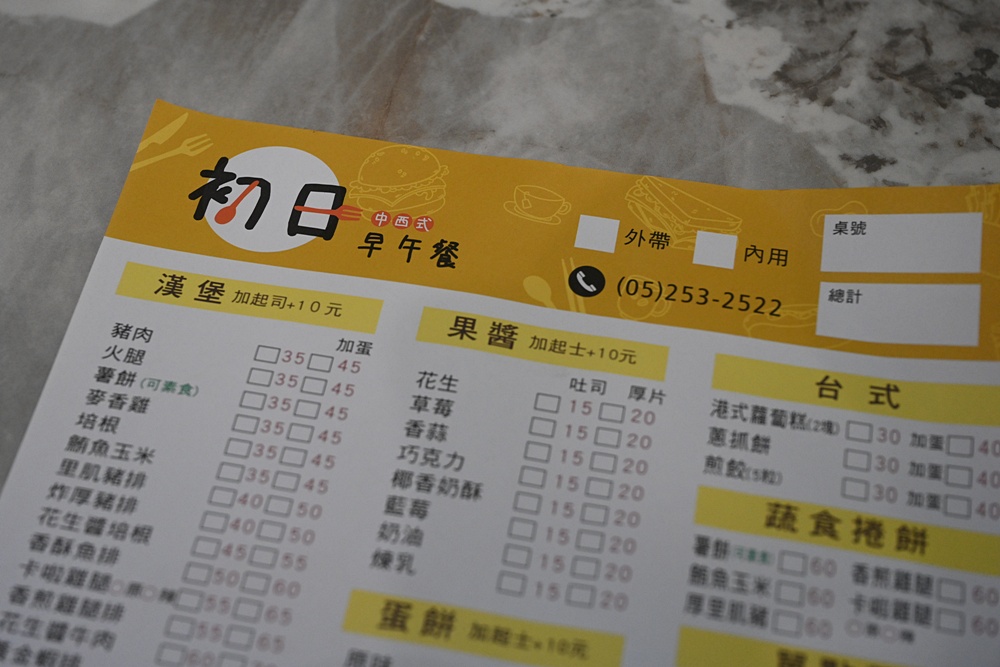 初日
中西式
早午餐
外帶 內用
(05)253-2522
桌號
總計
漢堡 加起司+10元
加蛋
豬肉 35 45
火腿 35 45
薯餅(可素食) 35 45
麥香雞 35 45
培根 35 45
鮪魚玉米 35 45
里肌豬排 40 50
炸厚豬排 40 50
花生醬培根 45 55
香酥魚排 50 60
卡啦雞腿 原 辣 55 65
香煎雞腿排 55 65
花生醬牛肉 60
果醬 加起士+10元
吐司 厚片
花生 15 20
草莓 15 20
香蒜 15 20
巧克力 15 20
椰香奶酥 15 20
藍莓 15 20
奶油 15 20
煉乳 15 20
蛋餅 加起士+10元
原味
台式
港式蘿蔔糕(2塊) 30 加蛋 40
蔥抓餅 30 加蛋 40
煎餃(5粒) 30 加蛋 40
蔬食捲餅
薯餅(可素食) 60 香煎雞腿 60
鮪魚玉米 60 卡啦雞腿 60
厚里肌豬 60